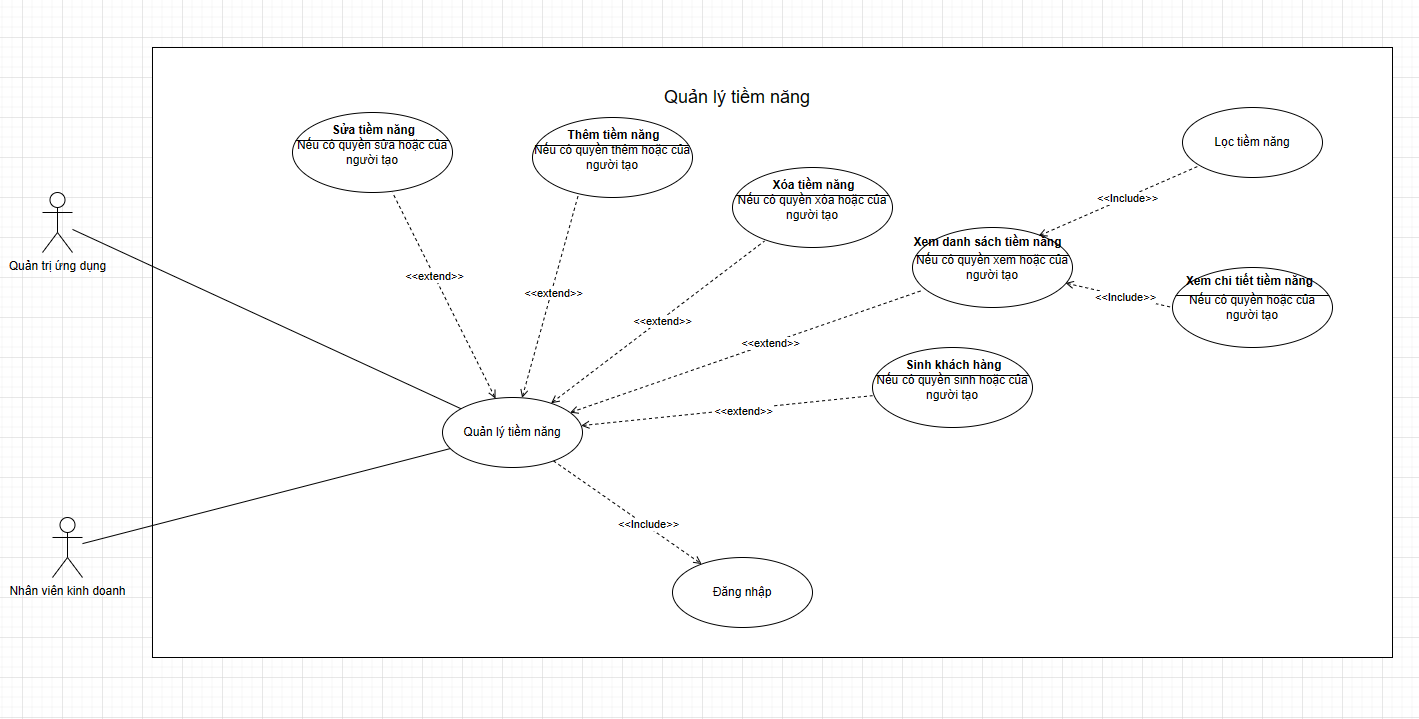 Quản lý tiềm năng
Sửa tiềm năng
Nếu có quyền sửa hoặc của
người tạo
Thêm tiềm năng
Nếu có quyền thêm hoặc của
người tạo
Xóa tiềm năng
Nếu có quyền xóa hoặc của
người tạo
Lọc tiềm năng
<<Include>>
Xem danh sách tiềm năng
Nếu có quyền xem hoặc của
người tạo
Quản trị ứng dụng
<<extend>>
<<extend>>
<<extend>>
<<extend>>
<<Include>>
Xem chi tiết tiềm năng
Nếu có quyền hoặc của
người tạo
Sinh khách hàng
Nếu có quyền sinh hoặc của
người tạo
<<extend>>
Quản lý tiềm năng
<<Include>>
Nhân viên kinh doanh
Đăng nhập